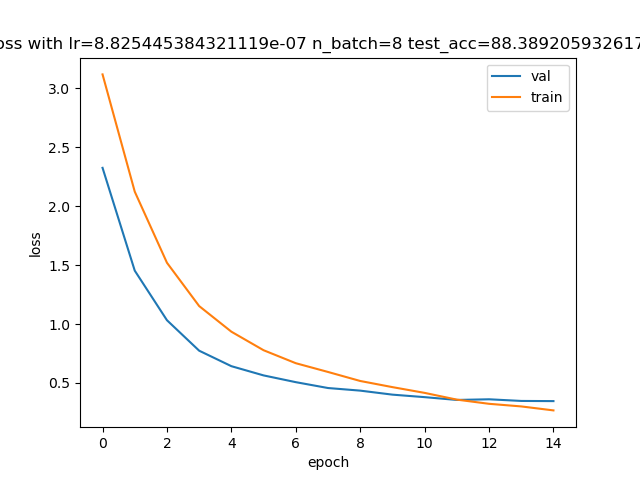 oss with lr=8.825445384321119e-07 n_batch=8 test_acc=88.389205932617
val
train
3.0
2.5
2.0
1.5
1.0
0.5
loss
0 2 4 6 8 10 12 14
epoch